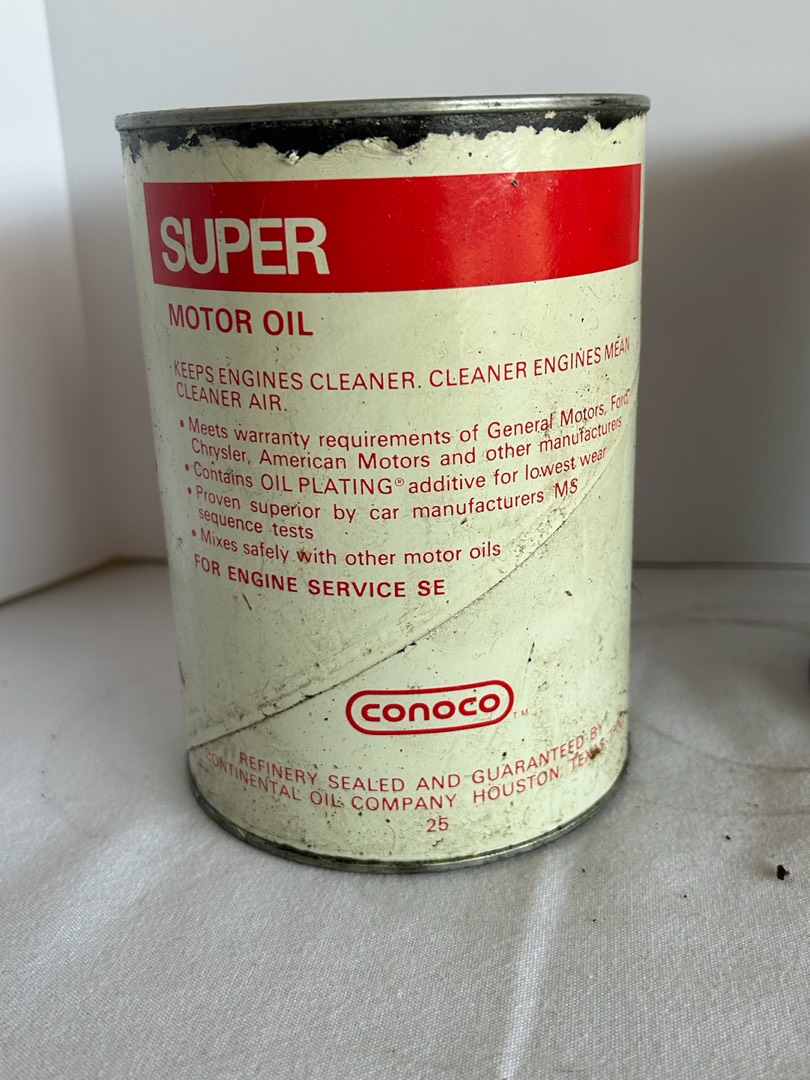 SUPER
MOTOR OIL
KEEPS ENGINES CLEANER. CLEANER ENGINES MEAN
CLEANER AIR.
• Meets warranty requirements of General Motors, Ford,
Chrysler, American Motors and other manufacturers
• Contains OIL PLATING® additive for lowest wear
• Proven superior by car manufacturers MS
sequence tests
• Mixes safely with other motor oils
FOR ENGINE SERVICE SE
conoco TM
REFINERY SEALED AND GUARANTEED BY
CONTINENTAL OIL COMPANY HOUSTON, TEXAS
25